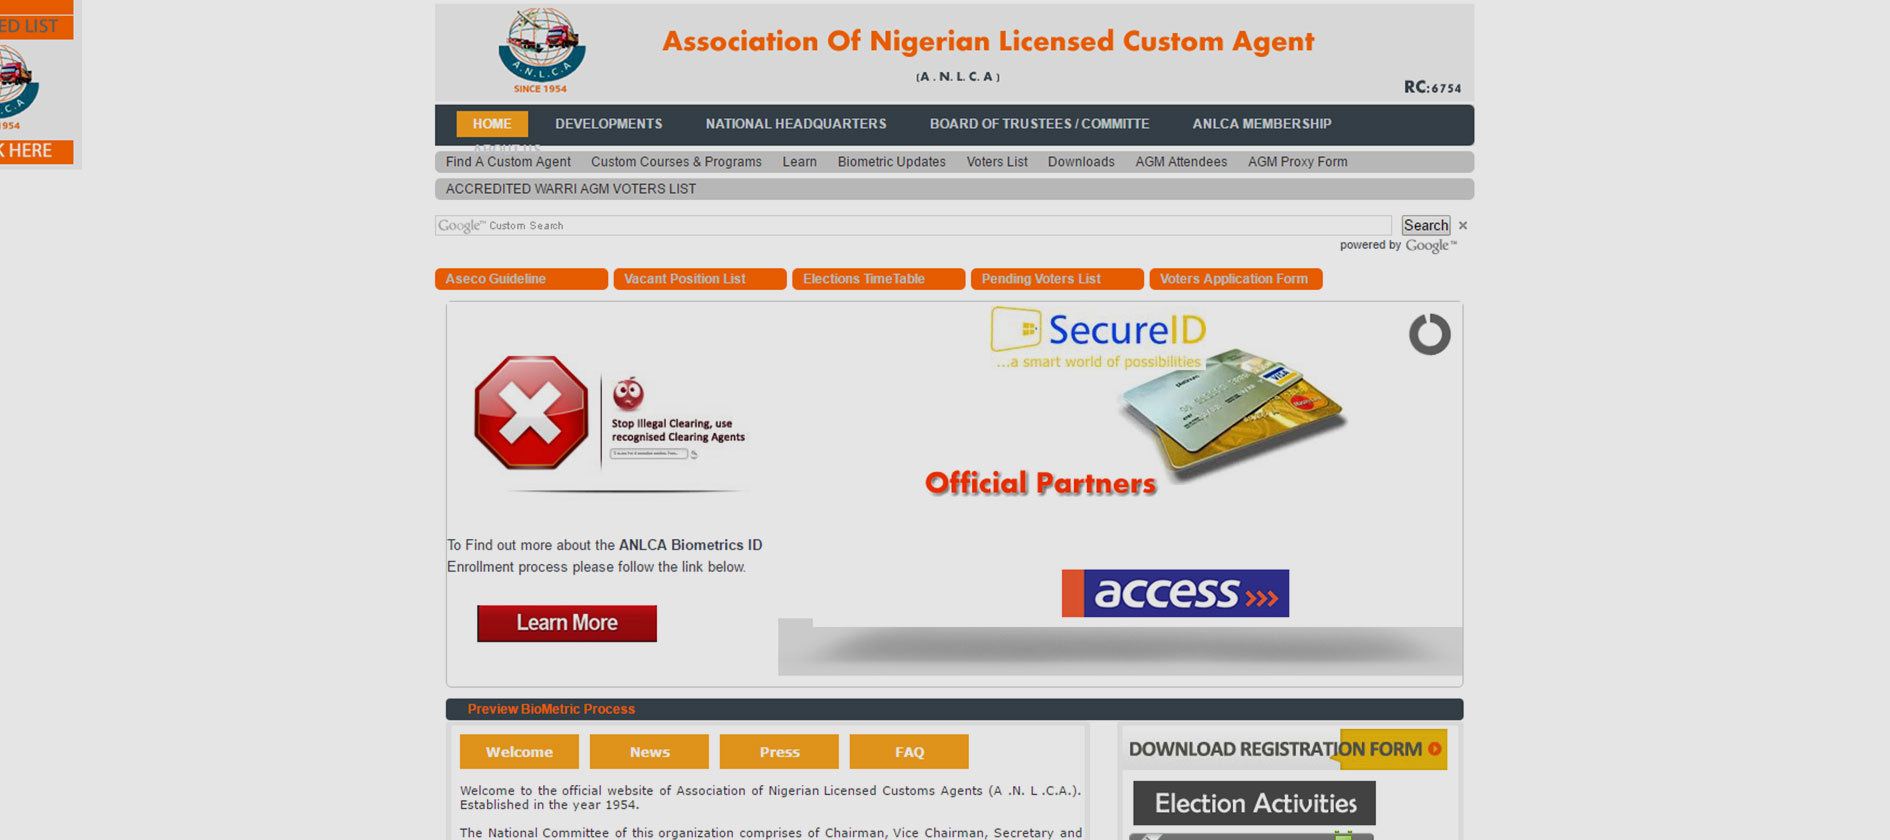 ED LIST
.C.A
1954
K HERE
A.N.L.C.A
SINCE 1954
Association Of Nigerian Licensed Custom Agent
(A . N. L. C. A )
RC:6754
HOME DEVELOPMENTS NATIONAL HEADQUARTERS BOARD OF TRUSTEES / COMMITTE ANLCA MEMBERSHIP
ABOUT US
Find A Custom Agent Custom Courses & Programs Learn Biometric Updates Voters List Downloads AGM Attendees AGM Proxy Form
ACCREDITED WARRI AGM VOTERS LIST
Google™ Custom Search Search ×
powered by Google™
Aseco Guideline Vacant Position List Elections TimeTable Pending Voters List Voters Application Form
SecureID
...a smart world of possibilities
platinum
VISA
Stop Illegal Clearing, use
recognised Clearing Agents
Official Partners
To Find out more about the ANLCA Biometrics ID
Enrollment process please follow the link below.
access >>>
Learn More
Preview BioMetric Process
Welcome News Press FAQ
DOWNLOAD REGISTRATION FORM
Welcome to the official website of Association of Nigerian Licensed Customs Agents (A .N. L .C.A.).
Established in the year 1954.
Election Activities
The National Committee of this organization comprises of Chairman, Vice Chairman, Secretary and